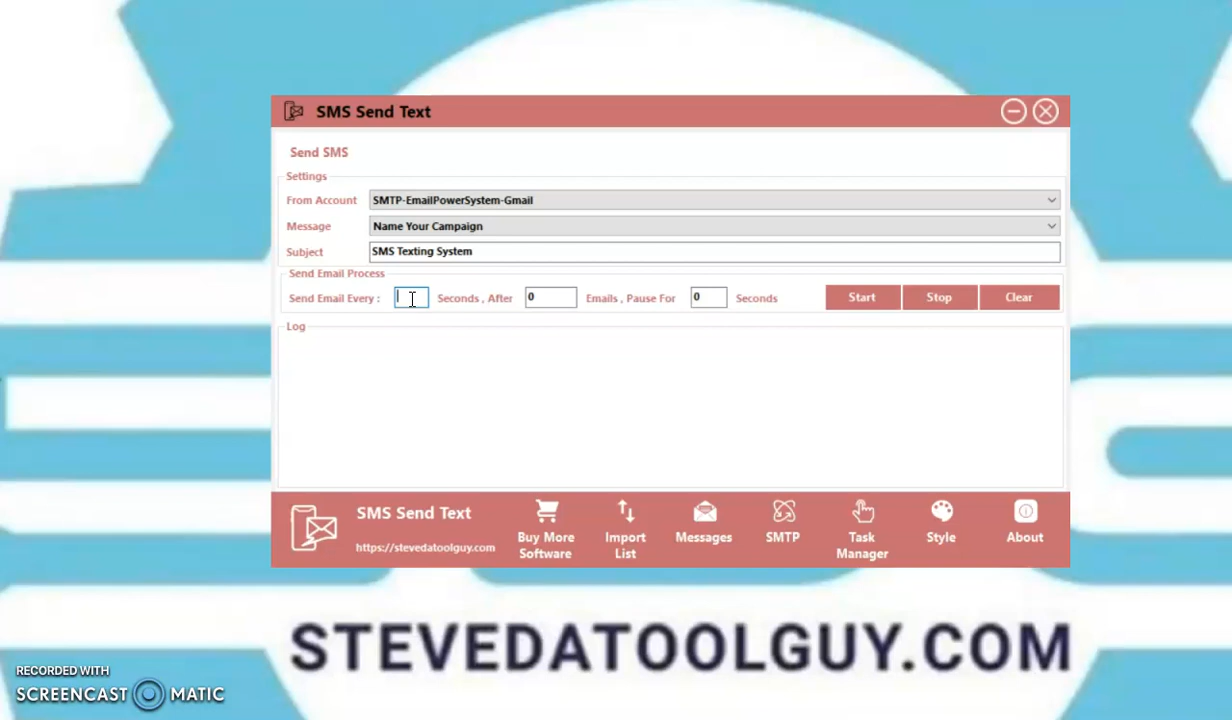 SMS Send Text
Send SMS
Settings
From Account SMTP-EmailPowerSystem-Gmail
Message Name Your Campaign
Subject SMS Texting System
Send Email Process
Send Email Every : Seconds , After 0 Emails , Pause For 0 Seconds Start Stop Clear
Log
SMS Send Text
https://stevedatoolguy.com
Buy More Software
Import List
Messages
SMTP
Task Manager
Style
About
STEVEDATOOLGUY.COM
RECORDED WITH
SCREENCAST MATIC